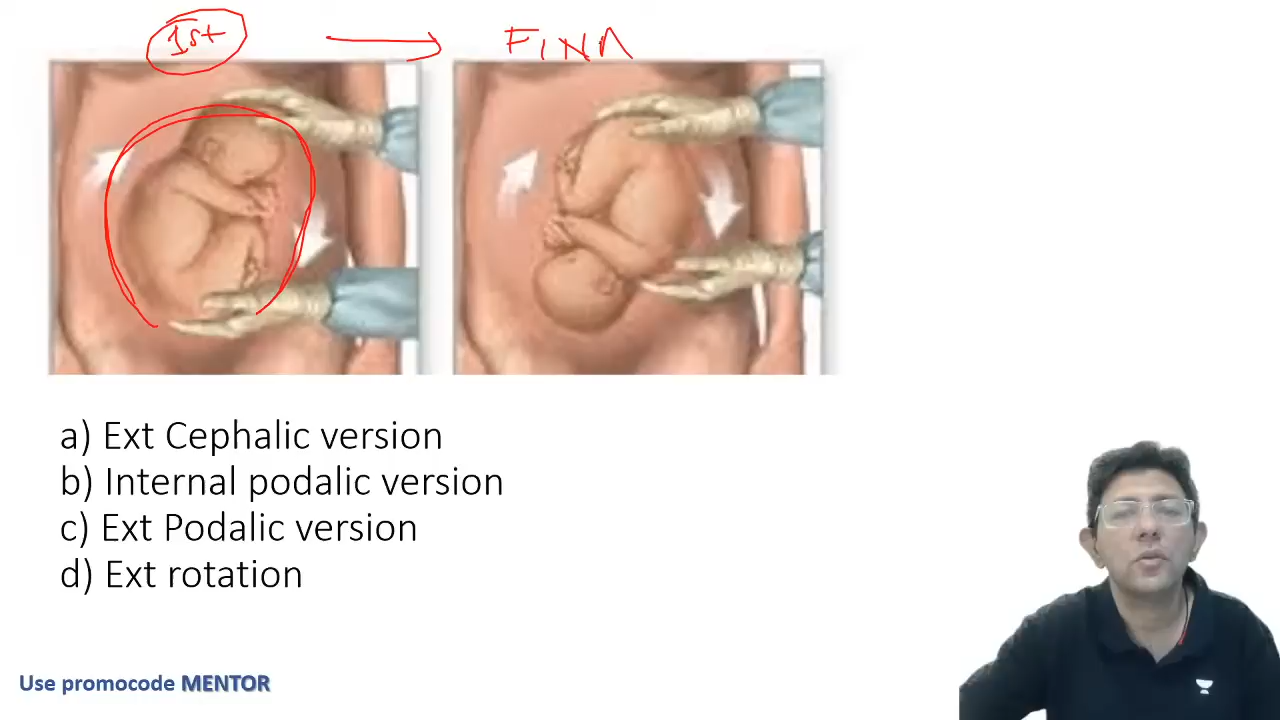 1st FINA
a) Ext Cephalic version
b) Internal podalic version
c) Ext Podalic version
d) Ext rotation
Use promocode MENTOR